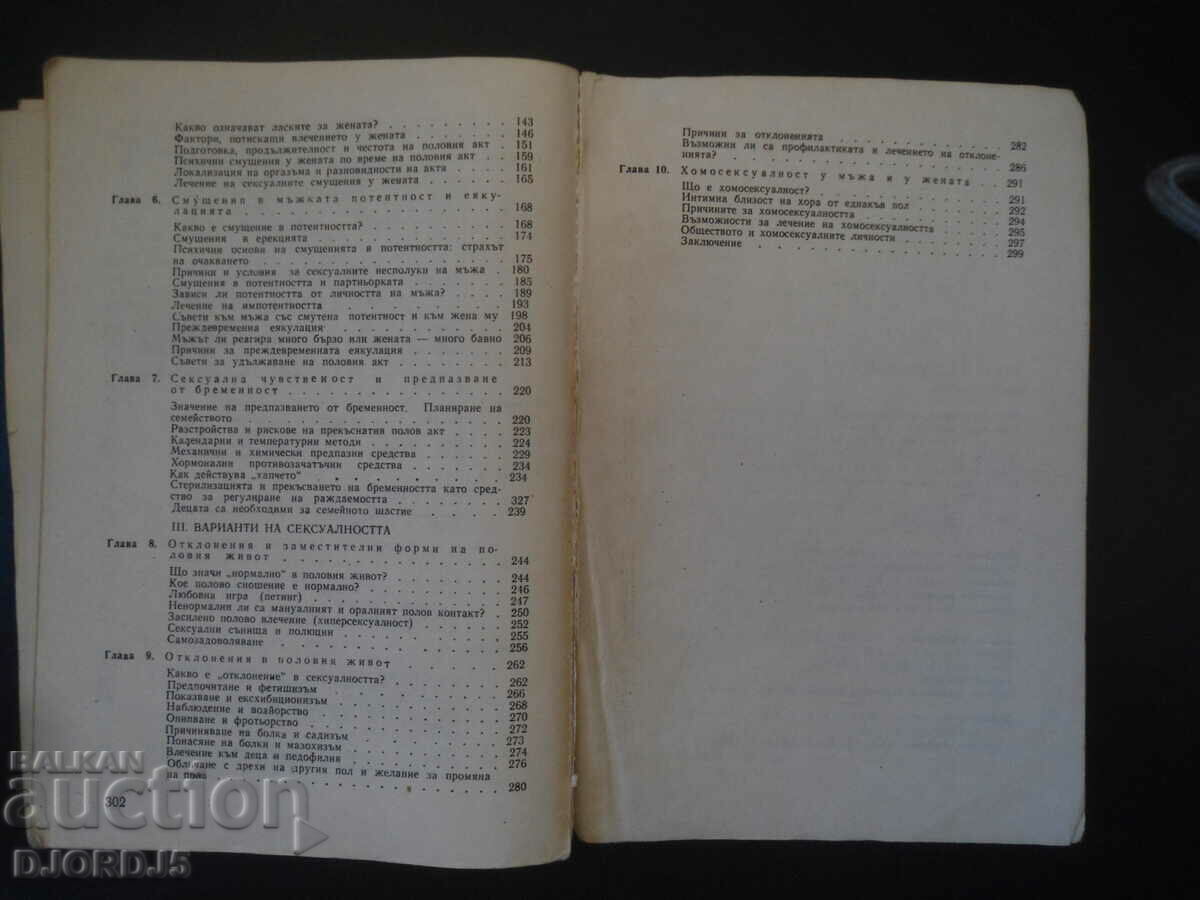 Какво означават ласките за жената? . . . . . . . . . 143
Фактори, потискащи влечението у жената . . . . . . 146
Подготовка, продължителност и честота на половия акт . 151
Психични смущения у жената по време на половия акт . . 159
Локализация на оргазъма и разновидности на акта . . . 161
Лечение на сексуалните смущения у жената . . . . . . 165
Глава 6. Смущения в мъжката потентност и еяку-
лацията . . . . . . . . . . . . . . . . 168
Какво е смущение в потентността? . . . . . . . . . 168
Смущения в ерекцията . . . . . . . . . . . . . 174
Психични основи на смущенията и потентността: страхът
на очакването . . . . . . . . . . . . . . . . 175
Причини и условия за сексуалните несполуки на мъжа . 180
Смущения в потентността и партньорката . . . . . . 185
Зависи ли потентността от личността на мъжа? . . . . 189
Лечение на импотентността . . . . . . . . . . . 193
Съвети към мъжа със смутена потентност и към жена му 198
Преждевременна еякулация . . . . . . . . . . . . 204
Мъжът ли реагира много бързо или жената — много бавно 206
Причини за преждевременната еякулация . . . . . . . 209
Съвети за удължаване на половия акт . . . . . . . . 213
Глава 7. Сексуална чувственост и предпазване
от бременност . . . . . . . . . . . . . . 220
Значение на предпазването от бременност. Планиране на
семейството . . . . . . . . . . . . . . . . . 220
Разстройства и рискове на прекъснатия полов акт . . . . 223
Календарни и температурни методи . . . . . . . . . 224
Механични и химически предпазни средства . . . . . . 229
Хормонални противозачатъчни средства . . . . . . . 234
Как действува „хапчето“ . . . . . . . . . . . . 234
Стерилизацията и прекъсването на бременността като сред-
ство за регулиране на раждаемостта . . . . . . . . 327
Децата са необходими за семейното щастие . . . . 239
III. ВАРИАНТИ НА СЕКСУАЛНОСТТА
Глава 8. Отклонения и заместителни форми на по-
ловия живот . . . . . . . . . . . . . . . 244
Що значи „нормално“ в половия живот? . . . . . . . 244
Кое полово сношение е нормално? . . . . . . . . . 246
Любовна игра (петинг) . . . . . . . . . . . . . 247
Ненормални ли са мануалният и оралният полов контакт? . 250
Засилено полово влечение (хиперсексуалност) . . . . . 252
Сексуални сънища и полюции . . . . . . . . . . . 255
Самозадоволяване . . . . . . . . . . . . . . . 256
Глава 9. Отклонения в половия живот . . . . . . . 262
Какво е „отклонение“ в сексуалността? . . . . . . . 262
Предпочитане и фетишизъм . . . . . . . . . . . . 266
Показване и ексхибиционизъм . . . . . . . . . . . 268
Наблюдение и воайорство . . . . . . . . . . . . 270
Опипване и фротьорство . . . . . . . . . . . . 272
Причиняване на болка и садизъм . . . . . . . . . . 273
Понасяне на болки и мазохизъм . . . . . . . . . . 274
Влечение към деца и педофилия . . . . . . . . . . 276
Обличане с дрехи на другия пол и желание за промяна
на пола . . . . . . . . . . . . . . . . . . 280
302
Причини за отклоненията . . . . . . . . . . . . 282
Възможни ли са профилактиката и лечението на отклоне-
нията? . . . . . . . . . . . . . . . . . . . 286
Глава 10. Хомосексуалност у мъжа и у жената . . 291
Що е хомосексуалност? . . . . . . . . . . . . . 291
Интимна близост на хора от еднакъв пол . . . . . . . 292
Причините за хомосексуалността . . . . . . . . . . 294
Възможности за лечение на хомосексуалността . . . . . 295
Обществото и хомосексуалните личности . . . . . . . 297
Заключение . . . . . . . . . . . . . . . . . 299
BALKAN
auction
DJORDJ5